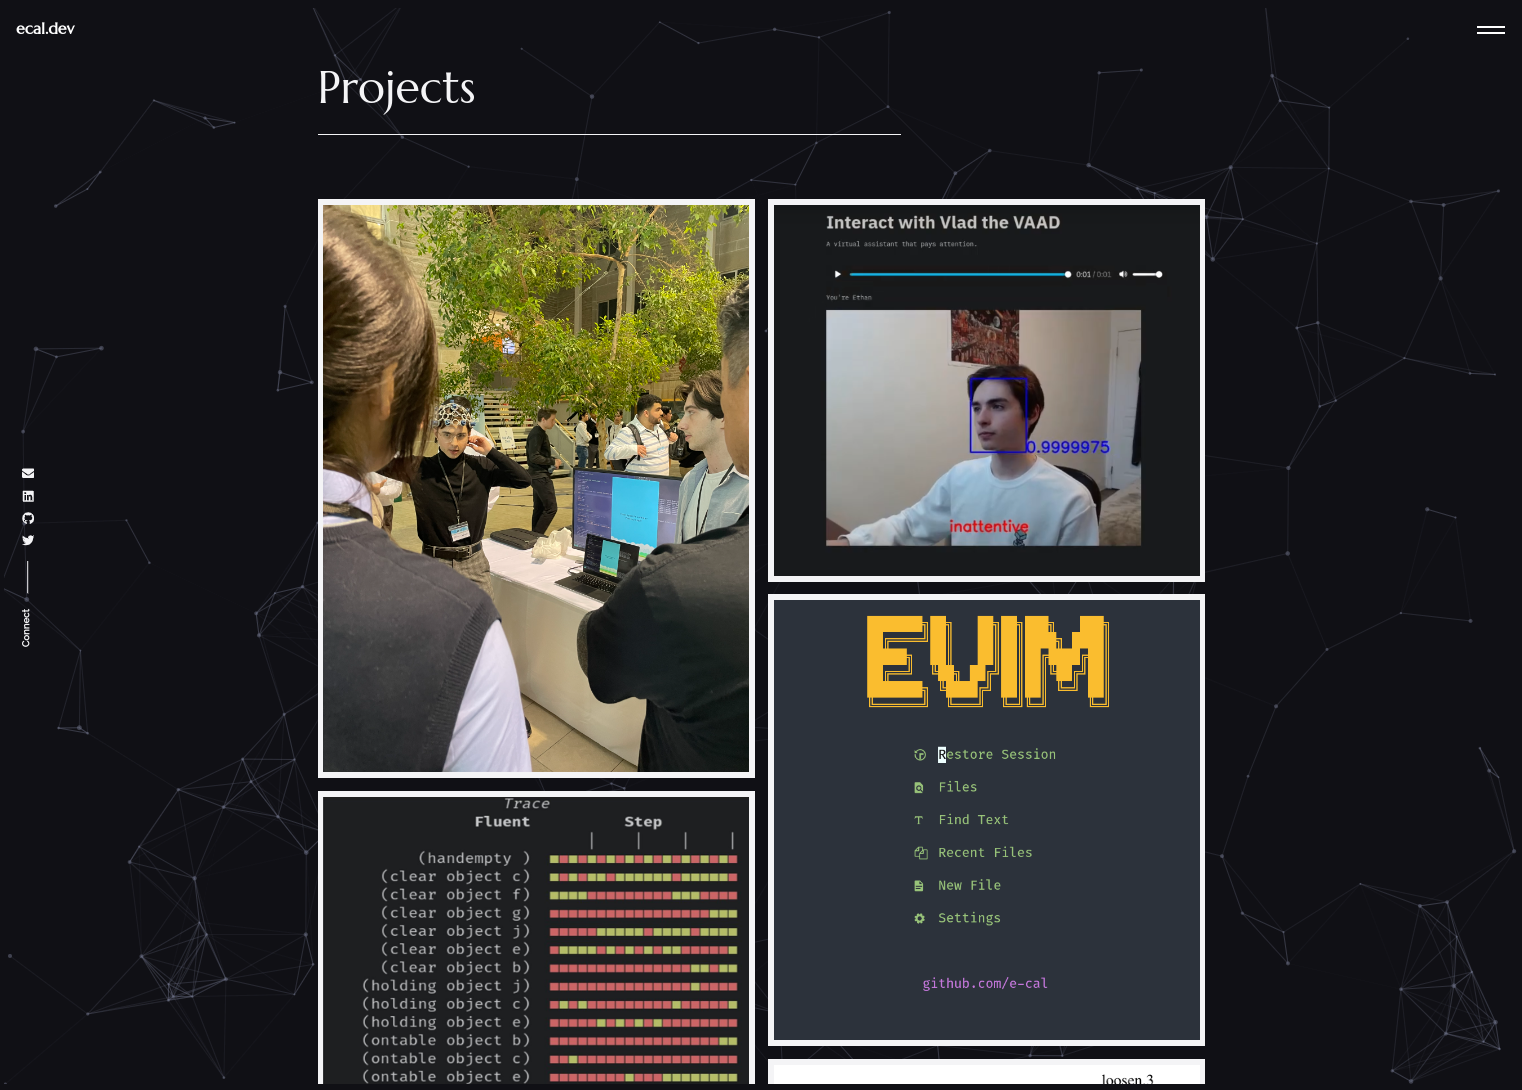 ecal.dev
Projects
Interact with Vlad the VAAD
A virtual assistant that pays attention.
0:01 / 0:01
You're Ethan
0.9999975
inattentive
EVIM
Restore Session
Files
Find Text
Recent Files
New File
Settings
github.com/e-cal
Trace
Fluent Step
(handempty )
(clear object c)
(clear object f)
(clear object g)
(clear object j)
(clear object e)
(clear object b)
(holding object j)
(holding object c)
(holding object e)
(ontable object b)
(ontable object c)
(ontable object e)
loosen 3
Connect